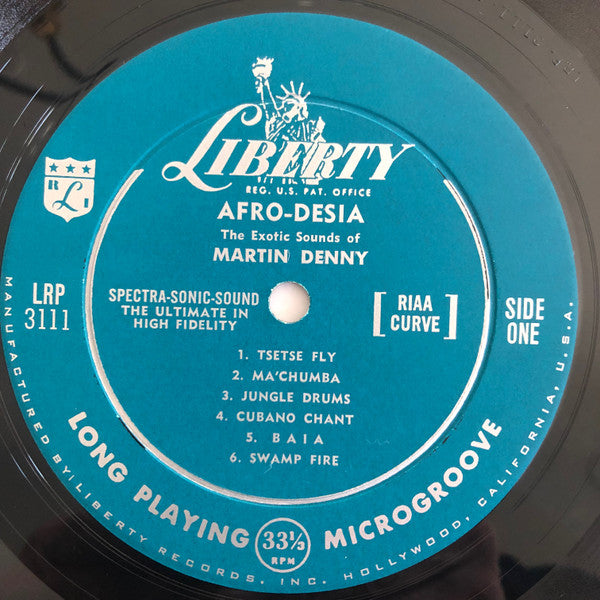 LIBERTY
REG. U.S. PAT. OFFICE
R L I
AFRO-DESIA
The Exotic Sounds of
MARTIN DENNY
LRP
3111
SPECTRA-SONIC-SOUND
THE ULTIMATE IN
HIGH FIDELITY
[RIAA
CURVE]
SIDE
ONE
1. TSETSE FLY
2. MA'CHUMBA
3. JUNGLE DRUMS
4. CUBANO CHANT
5. BAIA
6. SWAMP FIRE
LONG PLAYING 33⅓ RPM MICROGROOVE
MANUFACTURED BY LIBERTY RECORDS, INC. HOLLYWOOD, CALIFORNIA, U.S.A.